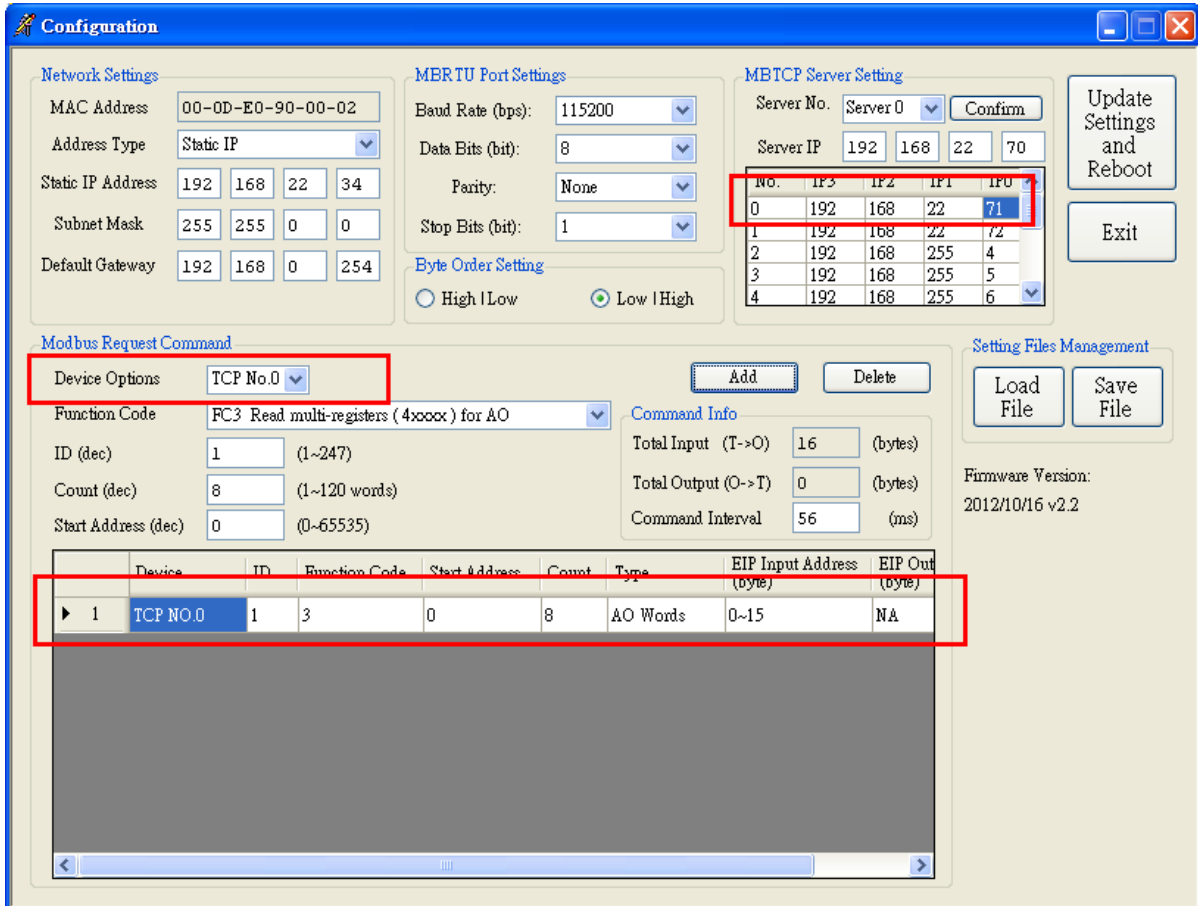 Configuration
Network Settings
MAC Address 00-0D-E0-90-00-02
Address Type Static IP
Static IP Address 192 168 22 34
Subnet Mask 255 255 0 0
Default Gateway 192 168 0 254
MBRTU Port Settings
Baud Rate (bps): 115200
Data Bits (bit): 8
Parity: None
Stop Bits (bit): 1
Byte Order Setting
High | Low Low | High
MBTCP Server Setting
Server No. Server 0 Confirm
Server IP 192 168 22 70
No. IP3 IP2 IP1 IP0
0 192 168 22 71
1 192 168 22 72
2 192 168 255 4
3 192 168 255 5
4 192 168 255 6
Update
Settings
and
Reboot
Exit
Modbus Request Command
Device Options TCP No.0 Add Delete
Function Code FC3 Read multi-registers ( 4xxxx ) for AO
ID (dec) 1 (1~247)
Count (dec) 8 (1~120 words)
Start Address (dec) 0 (0~65535)
Command Info
Total Input (T->O) 16 (bytes)
Total Output (O->T) 0 (bytes)
Command Interval 56 (ms)
Setting Files Management
Load
File
Save
File
Firmware Version:
2012/10/16 v2.2
Device ID Function Code Start Address Count Type EIP Input Address (byte) EIP Out (byte)
1 TCP NO.0 1 3 0 8 AO Words 0~15 NA